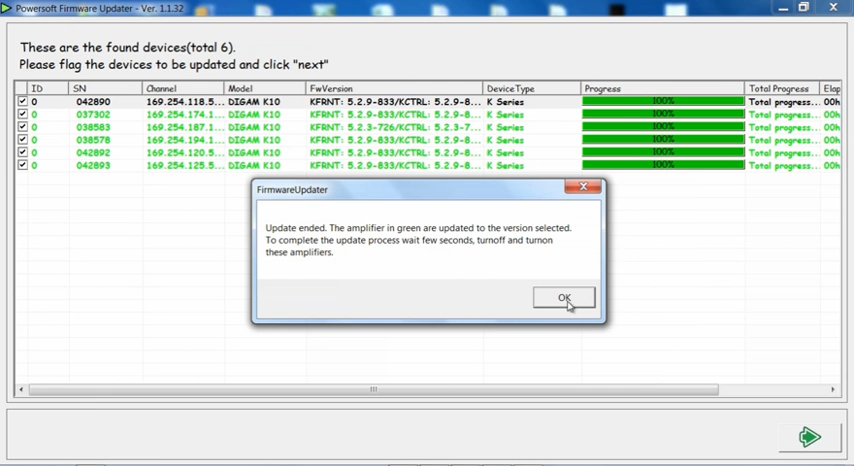 Powersoft Firmware Updater - Ver. 1.1.32
These are the found devices(total 6).
Please flag the devices to be updated and click "next"
ID SN Channel Model FwVersion DeviceType Progress Total Progress Elap
0 042890 169.254.118.5... DIGAM K10 KFRNT: 5.2.9-833/KCTRL: 5.2.9-8... K Series 100% Total progress... 00h
0 037302 169.254.174.1... DIGAM K10 KFRNT: 5.2.9-833/KCTRL: 5.2.9-8... K Series 100% Total progress... 00h
0 038583 169.254.187.1... DIGAM K10 KFRNT: 5.2.3-726/KCTRL: 5.2.3-7... K Series 100% Total progress... 00h
0 038578 169.254.194.1... DIGAM K10 KFRNT: 5.2.9-833/KCTRL: 5.2.9-8... K Series 100% Total progress... 00h
0 042892 169.254.120.5... DIGAM K10 KFRNT: 5.2.9-833/KCTRL: 5.2.9-8... K Series 100% Total progress... 00h
0 042893 169.254.125.5... DIGAM K10 KFRNT: 5.2.9-833/KCTRL: 5.2.9-8... K Series 100% Total progress... 00h
FirmwareUpdater
Update ended. The amplifier in green are updated to the version selected.
To complete the update process wait few seconds, turnoff and turnon
these amplifiers.
OK